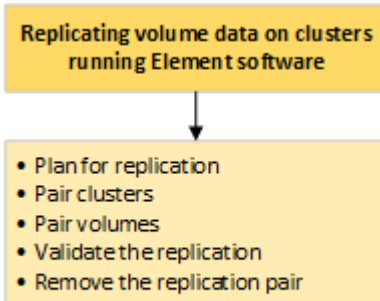 Replicating volume data on clusters
running Element software
• Plan for replication
• Pair clusters
• Pair volumes
• Validate the replication
• Remove the replication pair